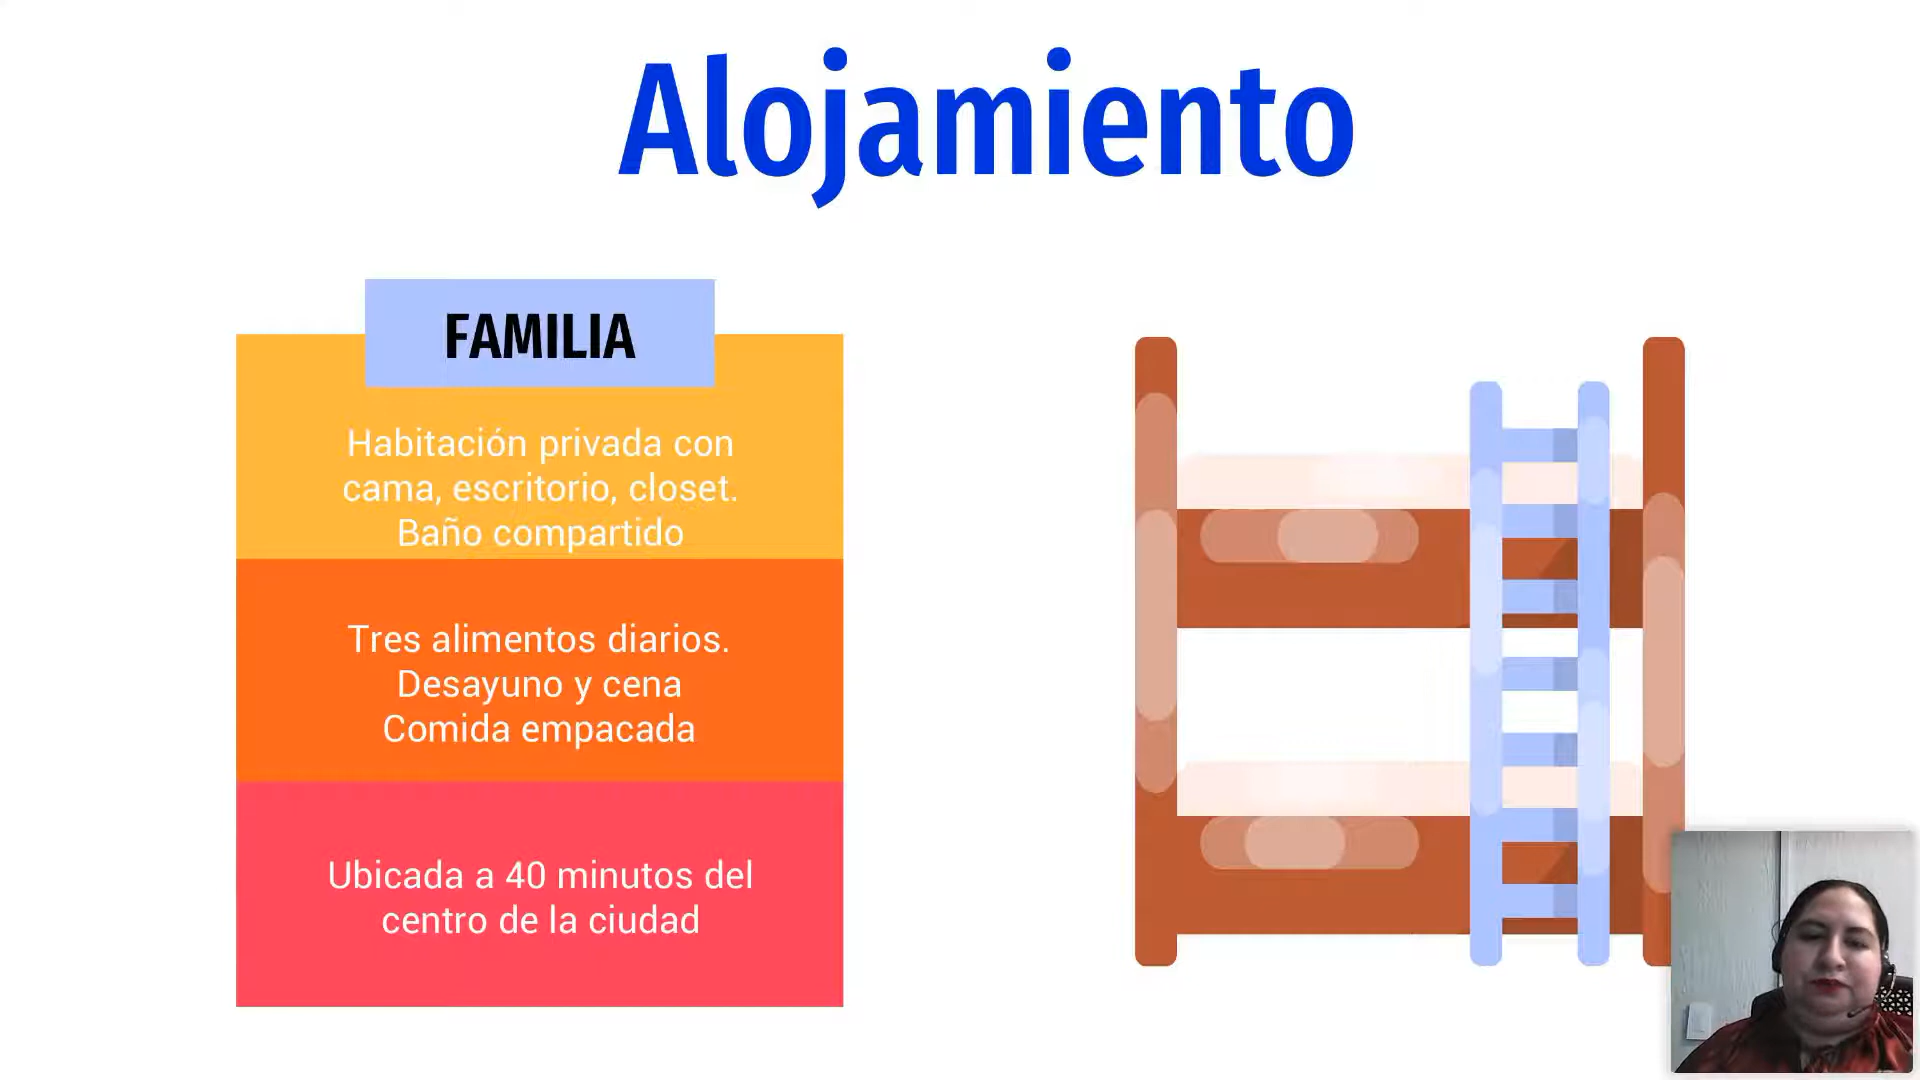 Alojamiento
FAMILIA
Habitación privada con
cama, escritorio, closet.
Baño compartido
Tres alimentos diarios.
Desayuno y cena
Comida empacada
Ubicada a 40 minutos del
centro de la ciudad